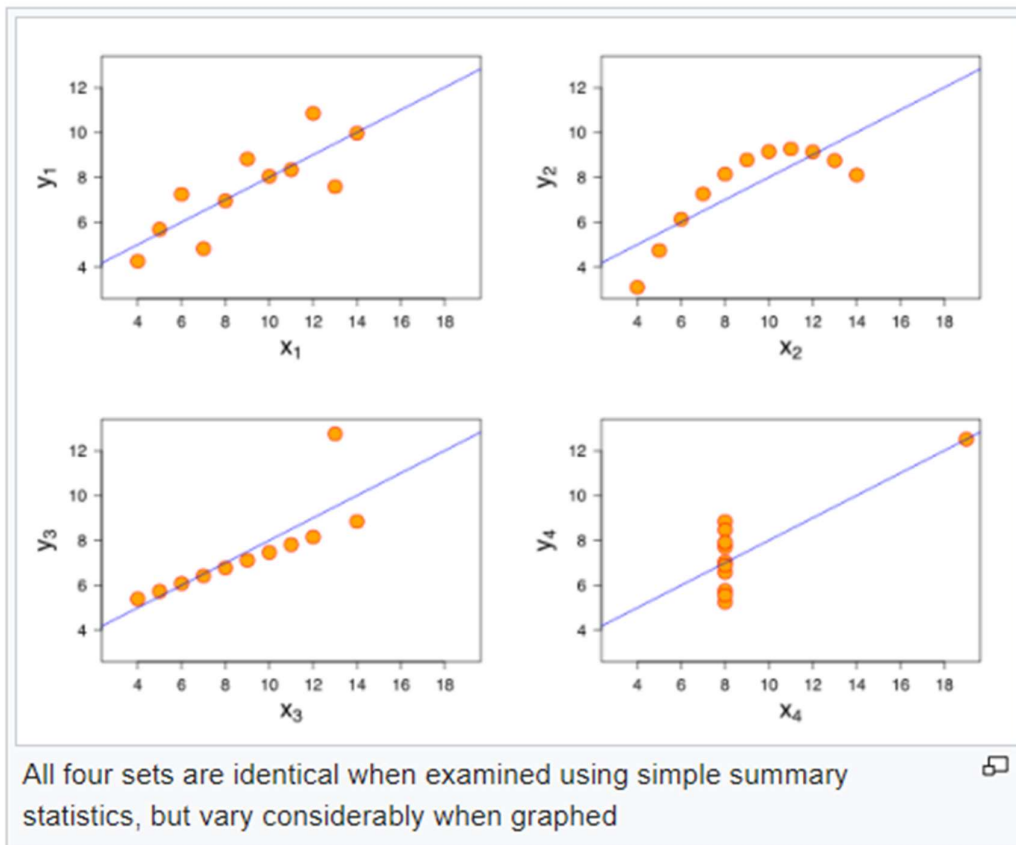 12
10
8
6
4
y1
4 6 8 10 12 14 16 18
x1
12
10
8
6
4
y2
4 6 8 10 12 14 16 18
x2
12
10
8
6
4
y3
4 6 8 10 12 14 16 18
x3
12
10
8
6
4
y4
4 6 8 10 12 14 16 18
x4
All four sets are identical when examined using simple summary
statistics, but vary considerably when graphed